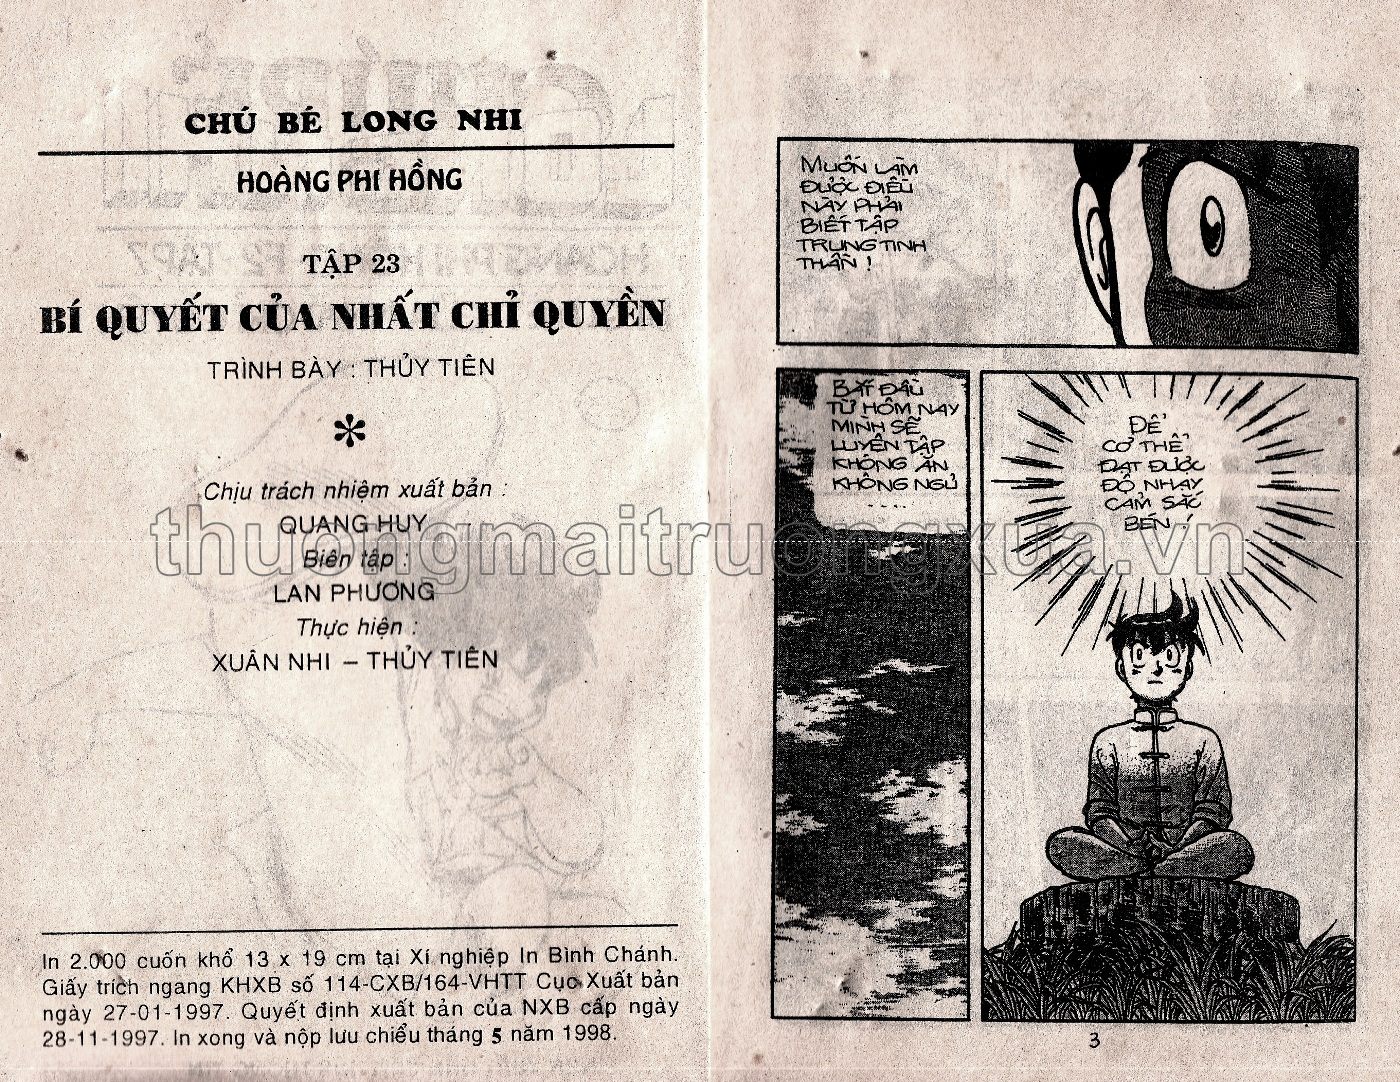 CHÚ BÉ LONG NHI
HOÀNG PHI HỒNG
TẬP 23
BÍ QUYẾT CỦA NHẤT CHỈ QUYỀN
TRÌNH BÀY : THỦY TIÊN
*
Chịu trách nhiệm xuất bản :
QUANG HUY
Biên tập :
LAN PHƯƠNG
Thực hiện :
XUÂN NHI – THỦY TIÊN
In 2.000 cuốn khổ 13 x 19 cm tại Xí nghiệp In Bình Chánh.
Giấy trích ngang KHXB số 114-CXB/164-VHTT Cục Xuất bản
ngày 27-01-1997. Quyết định xuất bản của NXB cấp ngày
28-11-1997. In xong và nộp lưu chiểu tháng 5 năm 1998.
MUỐN LÀM
ĐƯỢC ĐIỀU
NÀY PHẢI
BIẾT TẬP
TRUNG TINH
THẦN !
BẮT ĐẦU
TỪ HÔM NAY
MÌNH SẼ
LUYỆN TẬP
KHÔNG ĂN
KHÔNG NGỦ
....
ĐỂ
CƠ THỂ
ĐẠT ĐƯỢC
ĐỘ NHẠY
CẢM SẮC
BÉN !
3
thuongmaitruongxua.vn